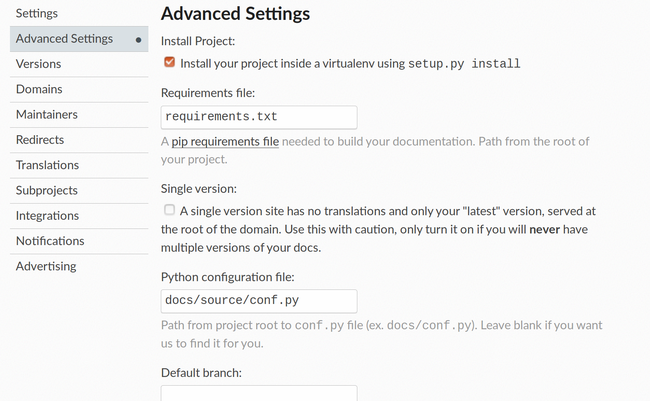 Settings
Advanced Settings
Versions
Domains
Maintainers
Redirects
Translations
Subprojects
Integrations
Notifications
Advertising
Advanced Settings
Install Project:
Install your project inside a virtualenv using setup.py install
Requirements file:
requirements.txt
A pip requirements file needed to build your documentation. Path from the root of
your project.
Single version:
A single version site has no translations and only your "latest" version, served at
the root of the domain. Use this with caution, only turn it on if you will never have
multiple versions of your docs.
Python configuration file:
docs/source/conf.py
Path from project root to conf.py file (ex. docs/conf.py). Leave blank if you want
us to find it for you.
Default branch: